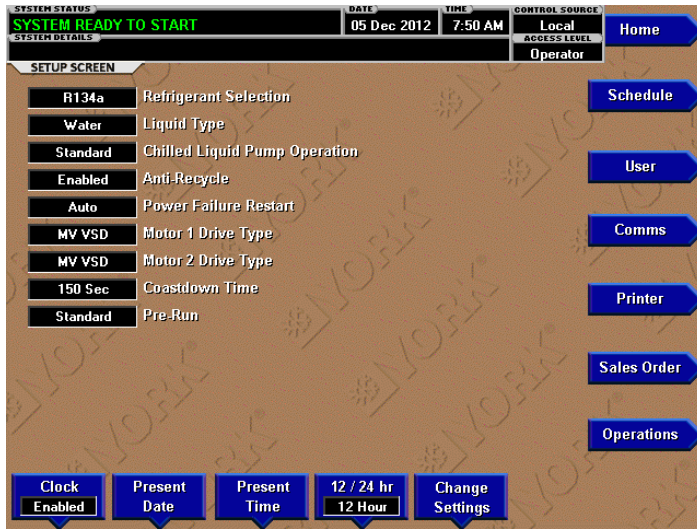 SYSTEM STATUS
SYSTEM READY TO START
SYSTEM DETAILS
DATE
05 Dec 2012
TIME
7:50 AM
CONTROL SOURCE
Local
ACCESS LEVEL
Operator
Home
SETUP SCREEN
R134a Refrigerant Selection
Water Liquid Type
Standard Chilled Liquid Pump Operation
Enabled Anti-Recycle
Auto Power Failure Restart
MV VSD Motor 1 Drive Type
MV VSD Motor 2 Drive Type
150 Sec Coastdown Time
Standard Pre-Run
Schedule
User
Comms
Printer
Sales Order
Operations
Clock
Enabled
Present
Date
Present
Time
12 / 24 hr
12 Hour
Change
Settings
YORK